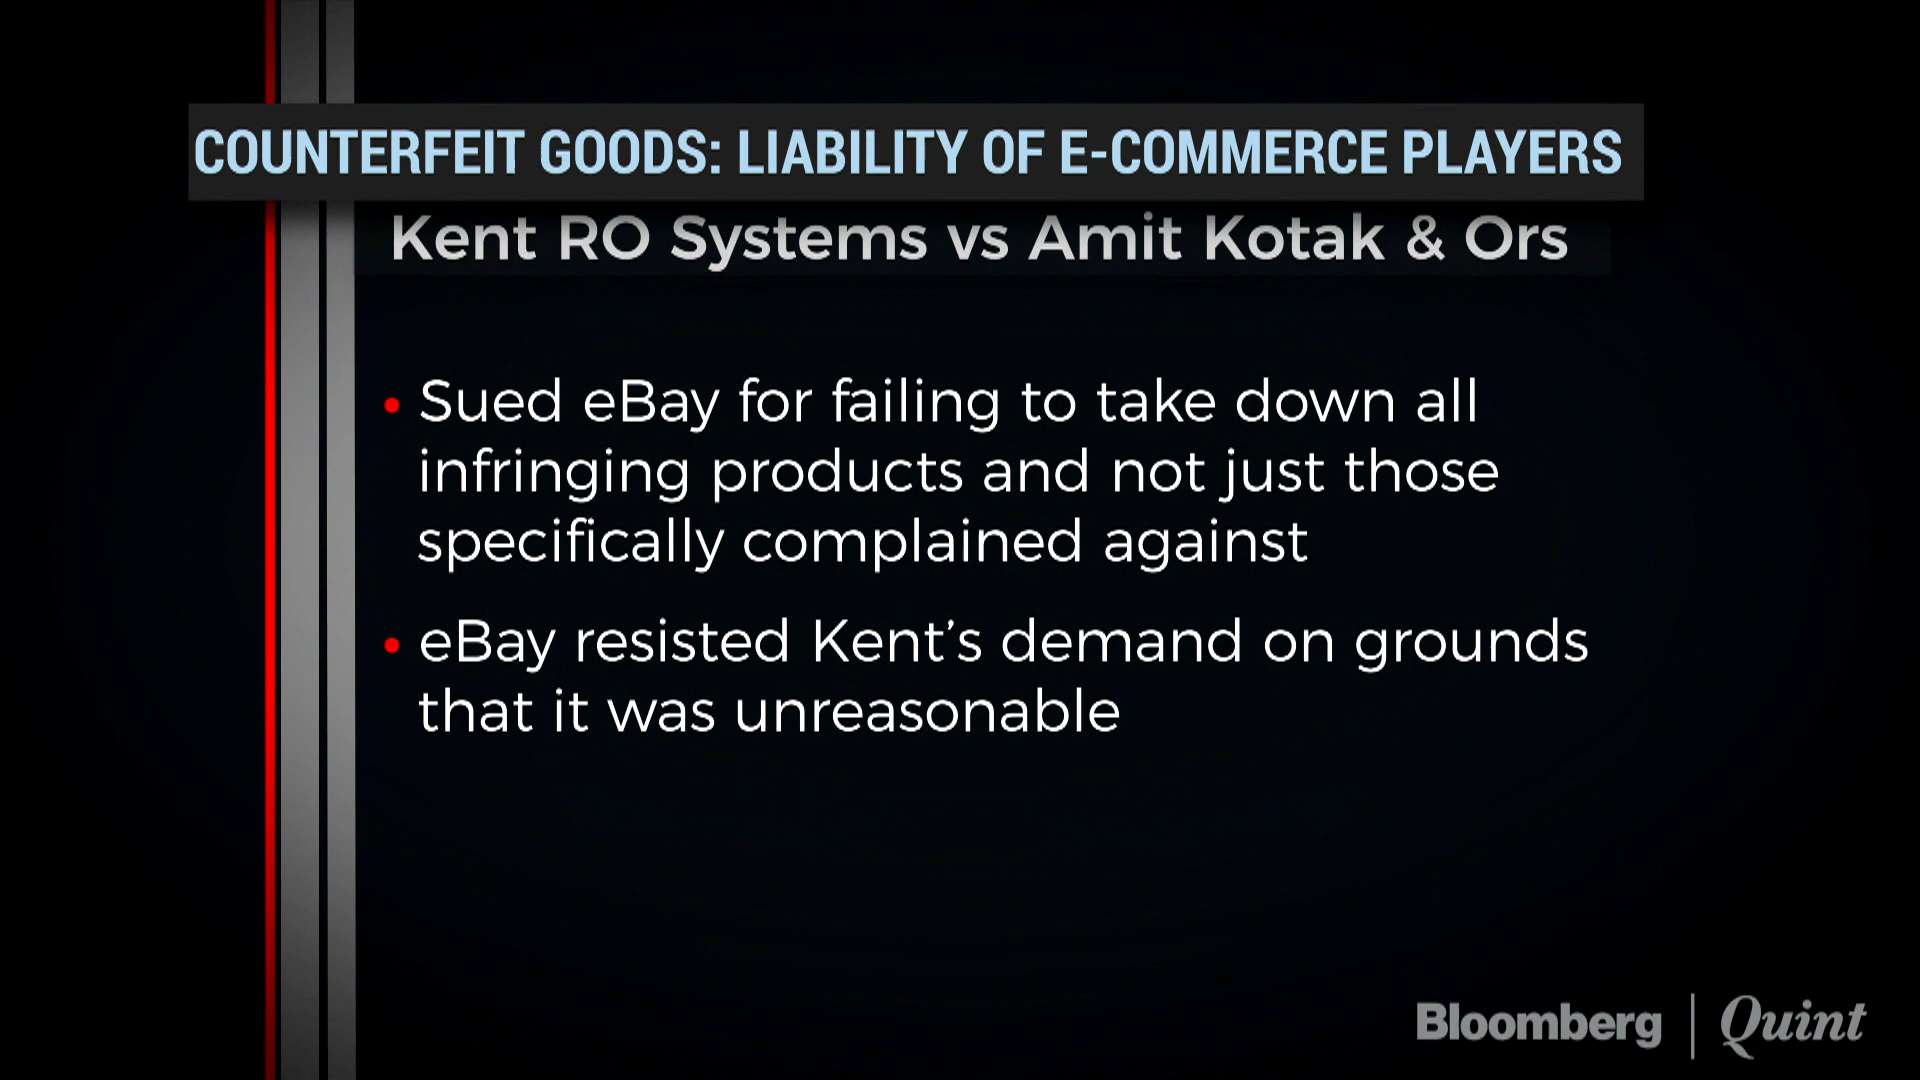 COUNTERFEIT GOODS: LIABILITY OF E-COMMERCE PLAYERS
Kent RO Systems vs Amit Kotak & Ors
• Sued eBay for failing to take down all
infringing products and not just those
specifically complained against
• eBay resisted Kent’s demand on grounds
that it was unreasonable
Bloomberg | Quint